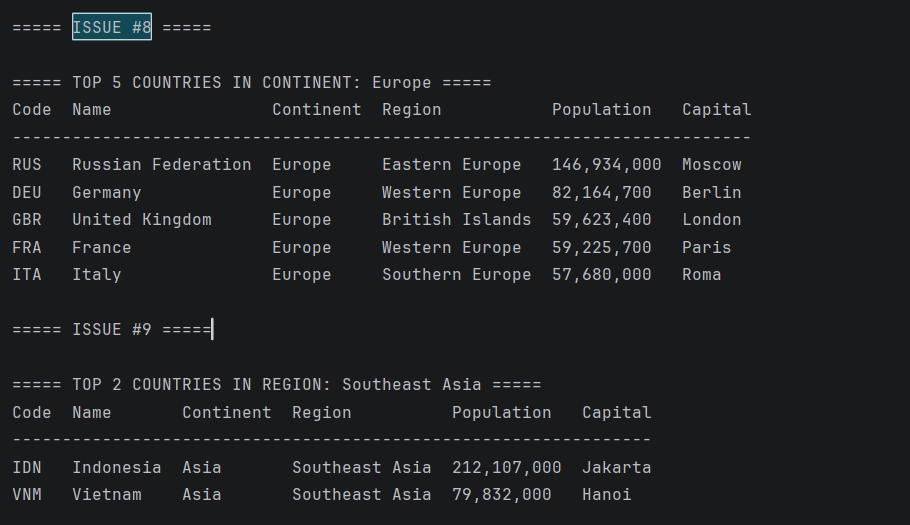 ===== ISSUE #8 =====
===== TOP 5 COUNTRIES IN CONTINENT: Europe =====
Code  Name                Continent  Region           Population   Capital
--------------------------------------------------------------------------
RUS   Russian Federation  Europe     Eastern Europe   146,934,000  Moscow
DEU   Germany             Europe     Western Europe   82,164,700   Berlin
GBR   United Kingdom      Europe     British Islands  59,623,400   London
FRA   France              Europe     Western Europe   59,225,700   Paris
ITA   Italy               Europe     Southern Europe  57,680,000   Roma
===== ISSUE #9 =====
===== TOP 2 COUNTRIES IN REGION: Southeast Asia =====
Code  Name       Continent  Region          Population   Capital
----------------------------------------------------------------
IDN   Indonesia  Asia       Southeast Asia  212,107,000  Jakarta
VNM   Vietnam    Asia       Southeast Asia  79,832,000   Hanoi